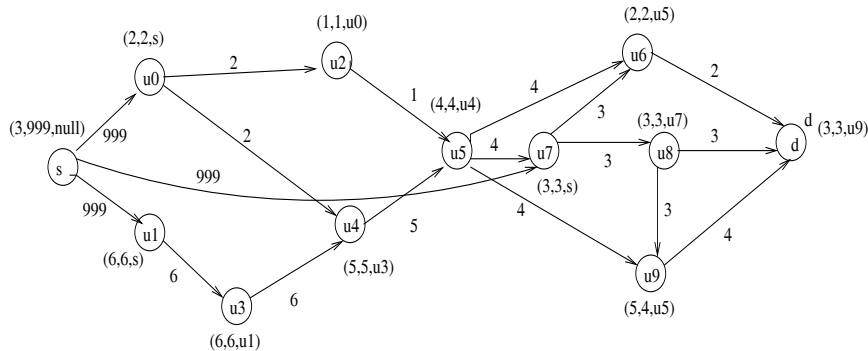 (2,2,s)
u0
2
(1,1,u0)
u2
(2,2,u5)
u6
2
1
4
(4,4,u4)
3
(3,3,u7)
d
(3,999,null)
999
2
s
999
u5
4
u7
3
u8
3
d
(3,3,u9)
(3,3,s)
999
u1
(6,6,s)
u4
5
4
3
4
6
(5,5,u3)
u9
u3
6
(5,4,u5)
(6,6,u1)